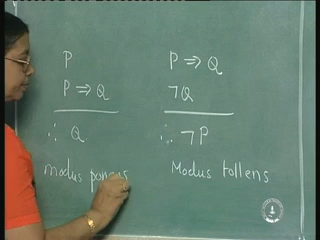 P
P ⇒ Q
∴ Q
modus ponens
P ⇒ Q
¬Q
∴ ¬P
Modus tollens